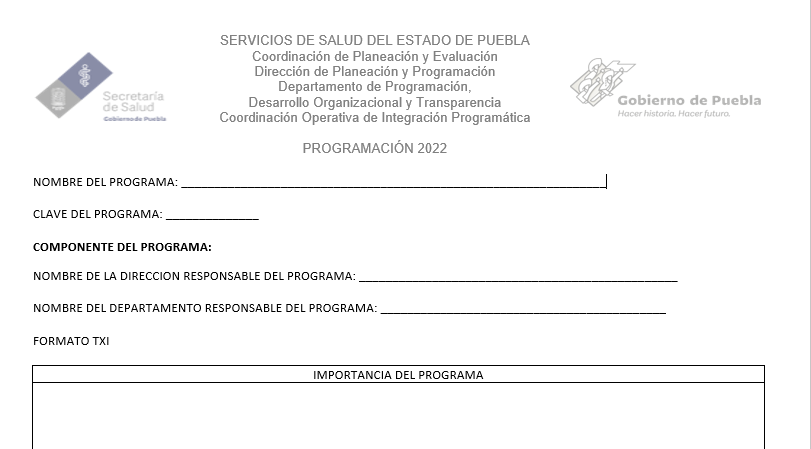 SERVICIOS DE SALUD DEL ESTADO DE PUEBLA
Coordinación de Planeación y Evaluación
Dirección de Planeación y Programación
Departamento de Programación,
Desarrollo Organizacional y Transparencia
Coordinación Operativa de Integración Programática
Secretaría
de Salud
Gobierno de Puebla
Gobierno de Puebla
Hacer historia. Hacer futuro.
PROGRAMACIÓN 2022
NOMBRE DEL PROGRAMA: ____________________________________________________________
CLAVE DEL PROGRAMA: ______________
COMPONENTE DEL PROGRAMA:
NOMBRE DE LA DIRECCION RESPONSABLE DEL PROGRAMA: ________________________________________________
NOMBRE DEL DEPARTAMENTO RESPONSABLE DEL PROGRAMA: ___________________________________________
FORMATO TXI
IMPORTANCIA DEL PROGRAMA